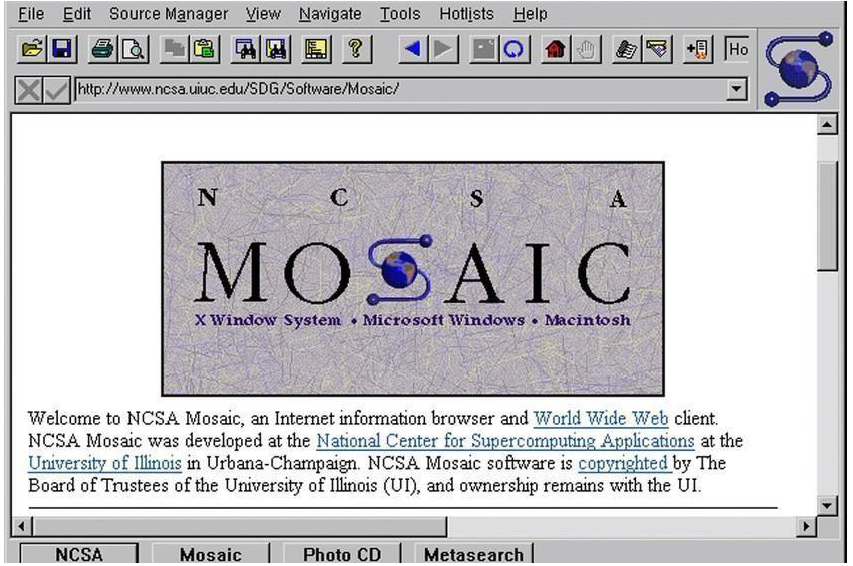 File Edit Source Manager View Navigate Tools Hotlists Help
Ho
http://www.ncsa.uiuc.edu/SDG/Software/Mosaic/
N C S A
MOSAIC
X Window System • Microsoft Windows • Macintosh
Welcome to NCSA Mosaic, an Internet information browser and World Wide Web client.
NCSA Mosaic was developed at the National Center for Supercomputing Applications at the
University of Illinois in Urbana-Champaign. NCSA Mosaic software is copyrighted by The
Board of Trustees of the University of Illinois (UI), and ownership remains with the UI.
NCSA Mosaic Photo CD Metasearch